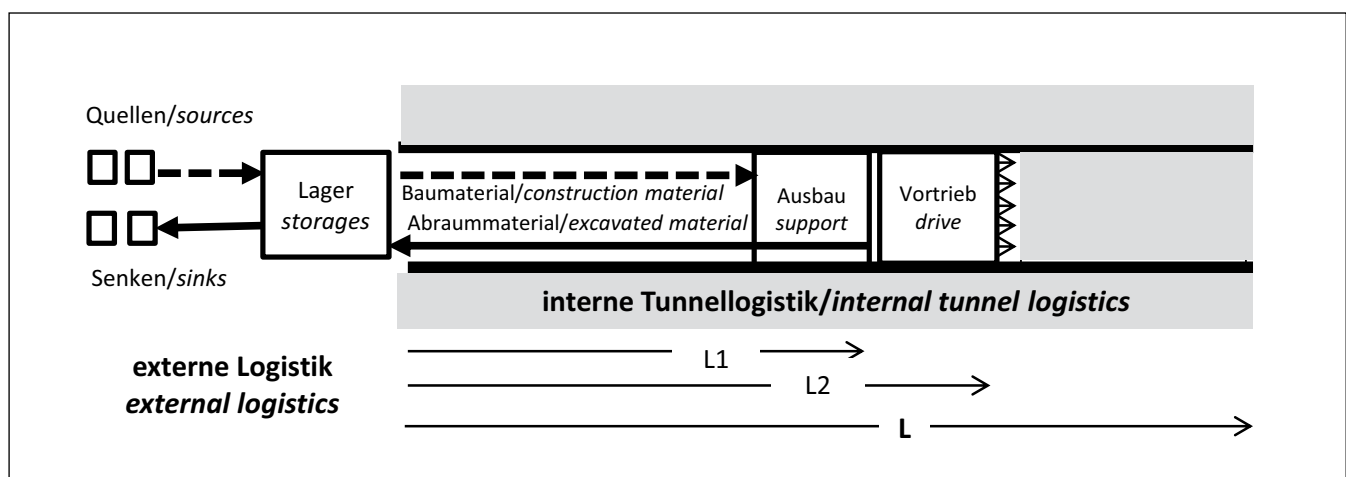 Quellen/sources
Lager
storages
Senken/sinks
Baumaterial/construction material
Abraummaterial/excavated material
Ausbau
support
Vortrieb
drive
interne Tunnellogistik/internal tunnel logistics
externe Logistik
external logistics
L1
L2
L